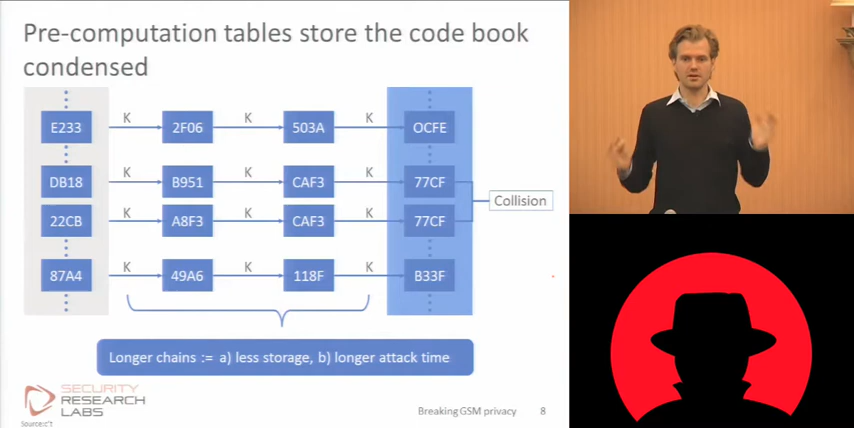 Pre-computation tables store the code book
condensed
E233 K 2F06 K 503A K OCFE
DB18 K B951 K CAF3 K 77CF
Collision
22CB K A8F3 K CAF3 K 77CF
87A4 K 49A6 K 118F K B33F
Longer chains := a) less storage, b) longer attack time
SECURITY
RESEARCH
LABS
Source:c't
Breaking GSM privacy 8